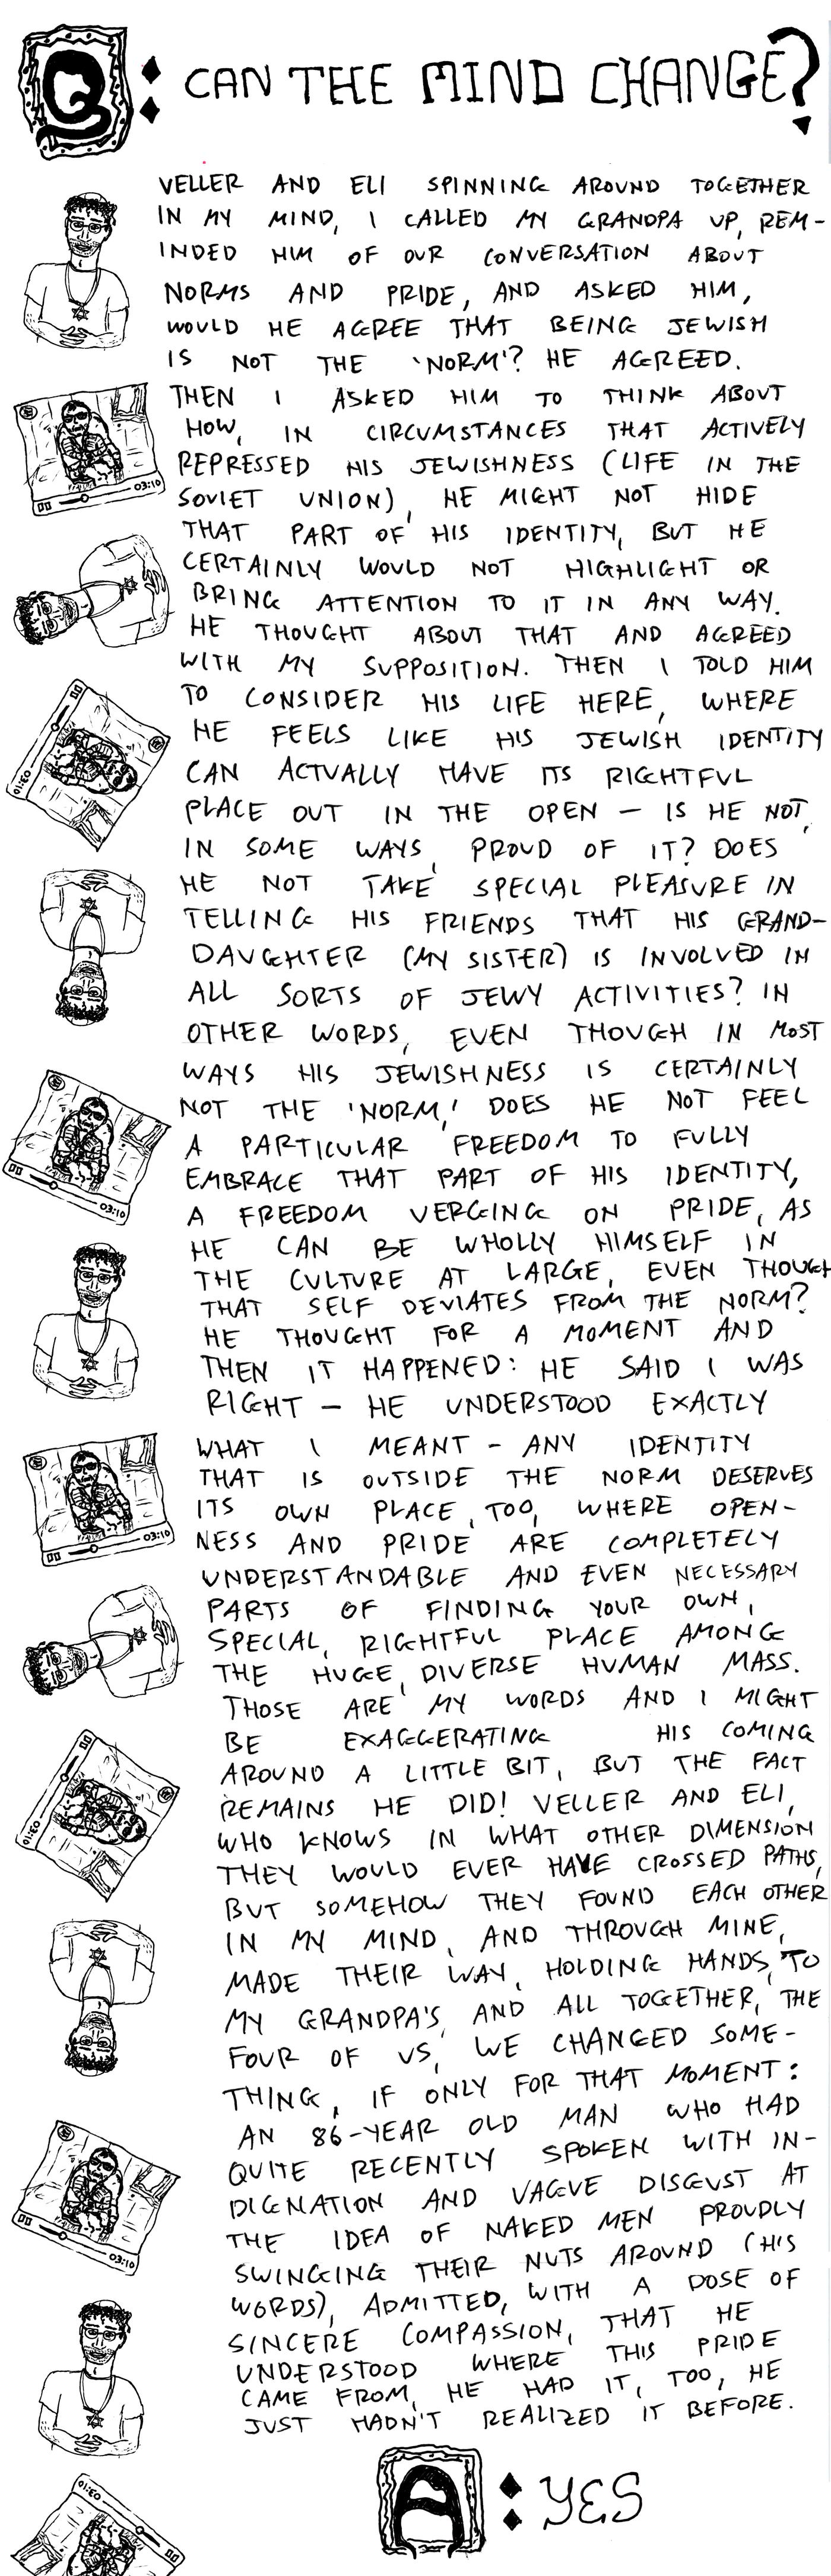 Q: CAN THE MIND CHANGE?
VELLER AND ELI SPINNING AROUND TOGETHER
IN MY MIND, I CALLED MY GRANDPA UP, REM-
INDED HIM OF OUR CONVERSATION ABOUT
NORMS AND PRIDE, AND ASKED HIM,
WOULD HE AGREE THAT BEING JEWISH
IS NOT THE 'NORM'? HE AGREED.
THEN I ASKED HIM TO THINK ABOUT
HOW, IN CIRCUMSTANCES THAT ACTIVELY
REPRESSED HIS JEWISHNESS (LIFE IN THE
SOVIET UNION), HE MIGHT NOT HIDE
THAT PART OF HIS IDENTITY, BUT HE
CERTAINLY WOULD NOT HIGHLIGHT OR
BRING ATTENTION TO IT IN ANY WAY.
HE THOUGHT ABOUT THAT AND AGREED
WITH MY SUPPOSITION. THEN I TOLD HIM
TO CONSIDER HIS LIFE HERE, WHERE
HE FEELS LIKE HIS JEWISH IDENTITY
CAN ACTUALLY HAVE ITS RIGHTFUL
PLACE OUT IN THE OPEN — IS HE NOT,
IN SOME WAYS, PROUD OF IT? DOES
HE NOT TAKE SPECIAL PLEASURE IN
TELLING HIS FRIENDS THAT HIS GRAND-
DAUGHTER (MY SISTER) IS INVOLVED IN
ALL SORTS OF JEWY ACTIVITIES? IN
OTHER WORDS, EVEN THOUGH IN MOST
WAYS HIS JEWISHNESS IS CERTAINLY
NOT THE 'NORM,' DOES HE NOT FEEL
A PARTICULAR FREEDOM TO FULLY
EMBRACE THAT PART OF HIS IDENTITY,
A FREEDOM VERGING ON PRIDE, AS
HE CAN BE WHOLLY HIMSELF IN
THE CULTURE AT LARGE, EVEN THOUGH
THAT SELF DEVIATES FROM THE NORM?
HE THOUGHT FOR A MOMENT AND
THEN IT HAPPENED: HE SAID I WAS
RIGHT — HE UNDERSTOOD EXACTLY
WHAT I MEANT - ANY IDENTITY
THAT IS OUTSIDE THE NORM DESERVES
ITS OWN PLACE, TOO, WHERE OPEN-
NESS AND PRIDE ARE COMPLETELY
UNDERSTANDABLE AND EVEN NECESSARY
PARTS OF FINDING YOUR OWN,
SPECIAL, RIGHTFUL PLACE AMONG
THE HUGE, DIVERSE HUMAN MASS.
THOSE ARE MY WORDS AND I MIGHT
BE EXAGGERATING HIS COMING
AROUND A LITTLE BIT, BUT THE FACT
REMAINS HE DID! VELLER AND ELI,
WHO KNOWS IN WHAT OTHER DIMENSION
THEY WOULD EVER HAVE CROSSED PATHS,
BUT SOMEHOW THEY FOUND EACH OTHER
IN MY MIND, AND THROUGH MINE,
MADE THEIR WAY, HOLDING HANDS, TO
MY GRANDPA'S, AND ALL TOGETHER, THE
FOUR OF US, WE CHANGED SOME-
THING, IF ONLY FOR THAT MOMENT:
AN 86-YEAR OLD MAN WHO HAD
QUITE RECENTLY SPOKEN WITH IN-
DIGNATION AND VAGUE DISGUST AT
THE IDEA OF NAKED MEN PROUDLY
SWINGING THEIR NUTS AROUND (HIS
WORDS), ADMITTED, WITH A DOSE OF
SINCERE COMPASSION, THAT HE
UNDERSTOOD WHERE THIS PRIDE
CAME FROM, HE HAD IT, TOO, HE
JUST HADN'T REALIZED IT BEFORE.
A: YES
03:10
03:10
03:10
03:10
03:10
03:10
03:10